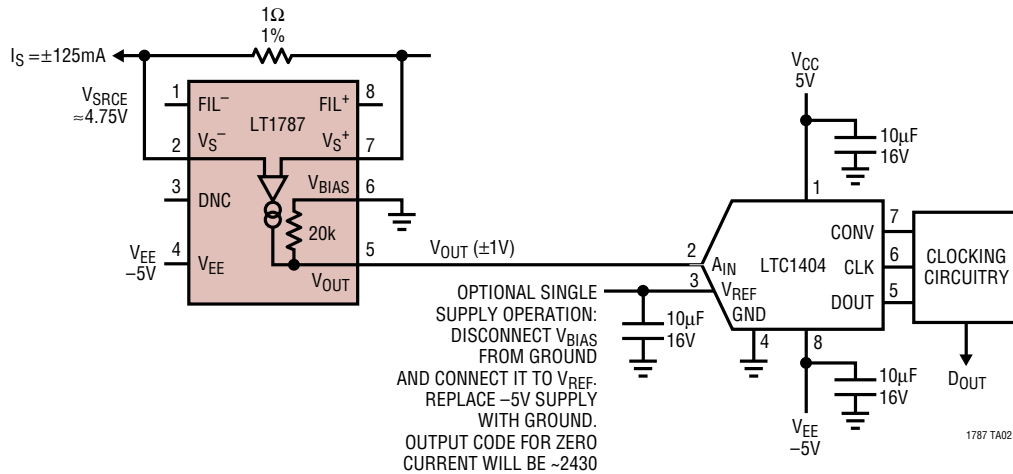 1Ω
1%
I_S = ±125mA
V_SRCE
≈4.75V
1
FIL⁻
FIL⁺
8
LT1787
2
V_S⁻
V_S⁺
7
3
DNC
V_BIAS
6
20k
V_EE
–5V
4
V_EE
V_OUT
5
V_OUT (±1V)
V_CC
5V
10μF
16V
1
2
A_IN
LTC1404
3
V_REF
GND
4
8
CONV
7
CLK
6
DOUT
5
CLOCKING
CIRCUITRY
D_OUT
10μF
16V
10μF
16V
V_EE
–5V
OPTIONAL SINGLE
SUPPLY OPERATION:
DISCONNECT V_BIAS
FROM GROUND
AND CONNECT IT TO V_REF.
REPLACE –5V SUPPLY
WITH GROUND.
OUTPUT CODE FOR ZERO
CURRENT WILL BE ~2430
1787 TA02